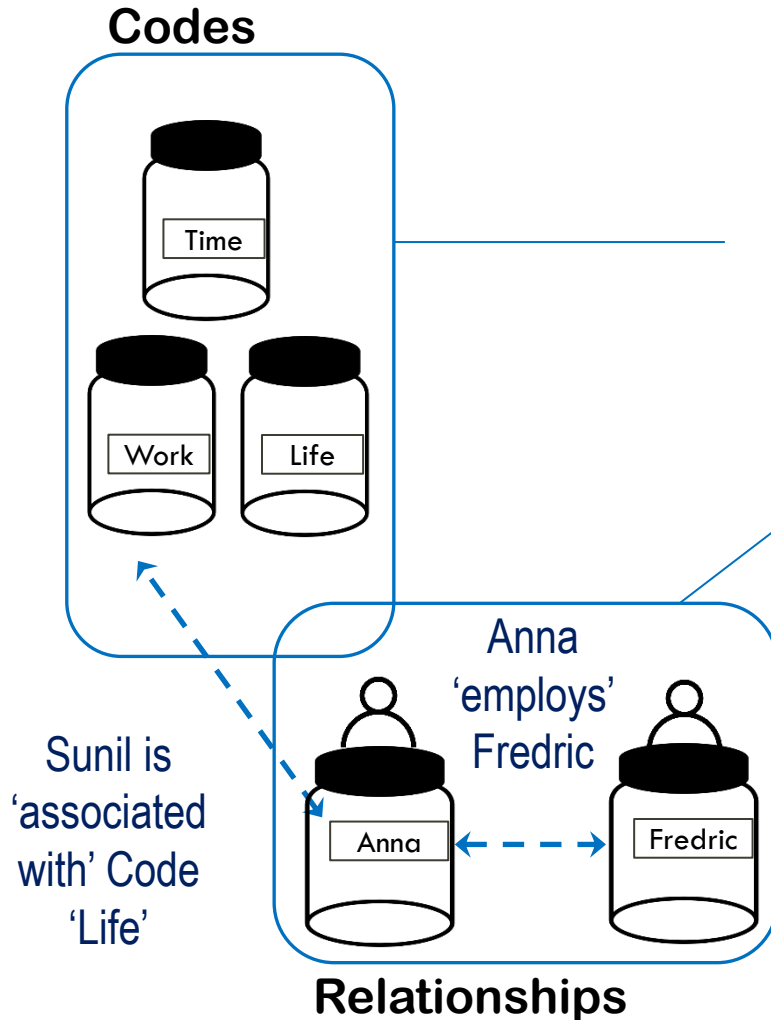 Codes
Time
Work
Life
Anna
‘employs’
Fredric
Sunil is
‘associated
with’ Code
‘Life’
Anna
Fredric
Relationships